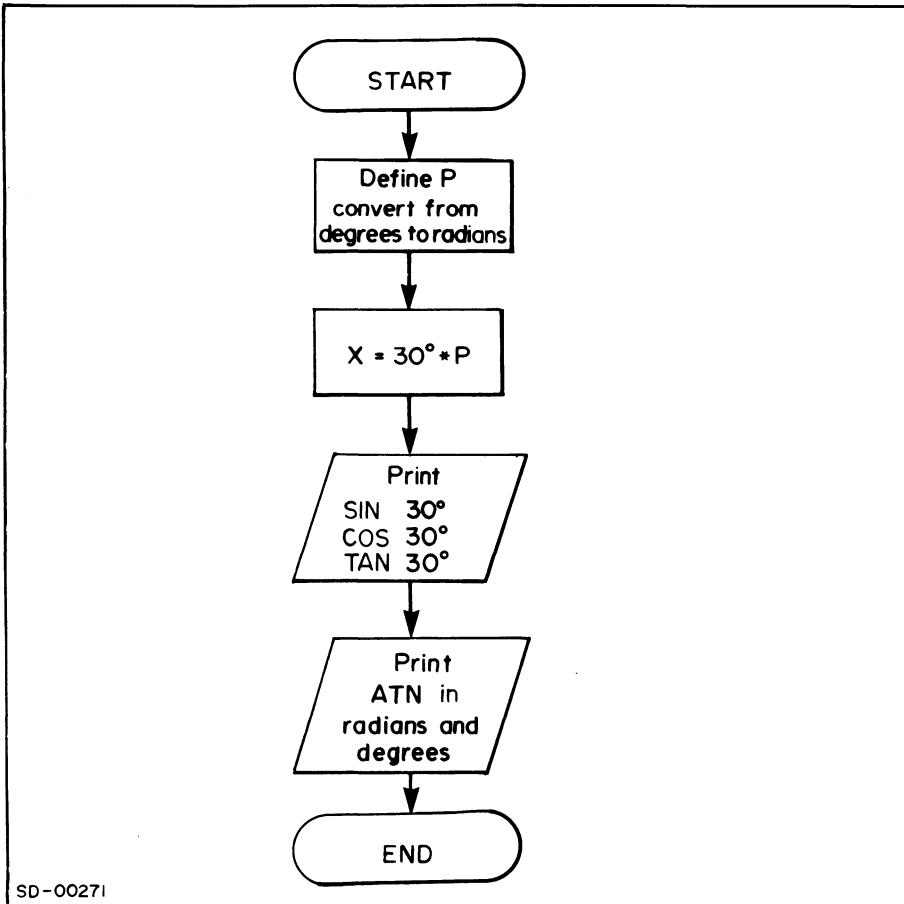 START
Define P
convert from
degrees to radians
X = 30° * P
Print
SIN 30°
COS 30°
TAN 30°
Print
ATN in
radians and
degrees
END
SD-00271